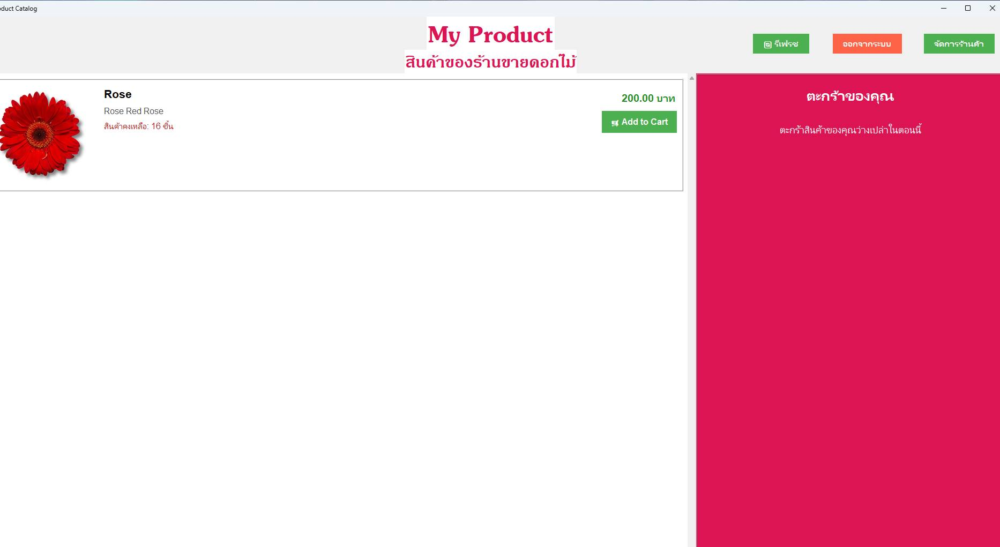 duct Catalog
My Product
สินค้าของร้านขายดอกไม้
รีเฟรช
ออกจากระบบ
จัดการร้านค้า
Rose
Rose Red Rose
สินค้าคงเหลือ: 16 ชิ้น
200.00 บาท
Add to Cart
ตะกร้าของคุณ
ตะกร้าสินค้าของคุณว่างเปล่าในตอนนี้